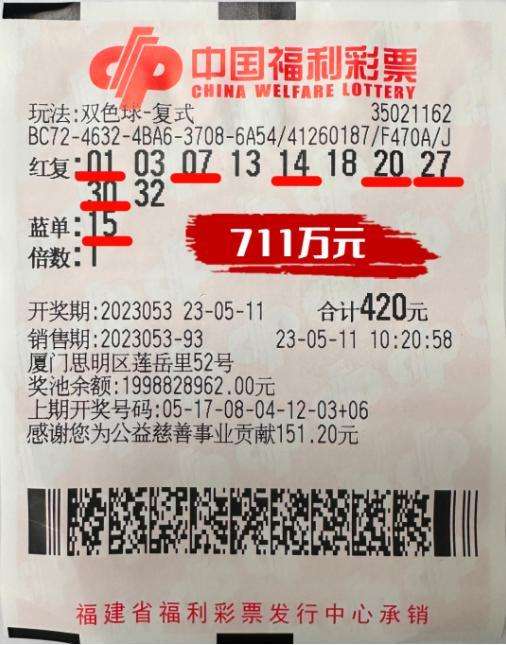 中国福利彩票
CHINA WELFARE LOTTERY
玩法:双色球-复式 35021162
BC72-4632-4BA6-3708-6A54/41260187/F470A/J
红复:01 03 07 13 14 18 20 27
30 32
蓝单:15
711万元
倍数:1
开奖期:2023053 23-05-11 合计420元
销售期:2023053-93 23-05-11 10:20:58
厦门思明区莲岳里52号
奖池余额:1998828962.00元
上期开奖号码:05-17-08-04-12-03+06
感谢您为公益慈善事业贡献151.20元
福建省福利彩票发行中心承销